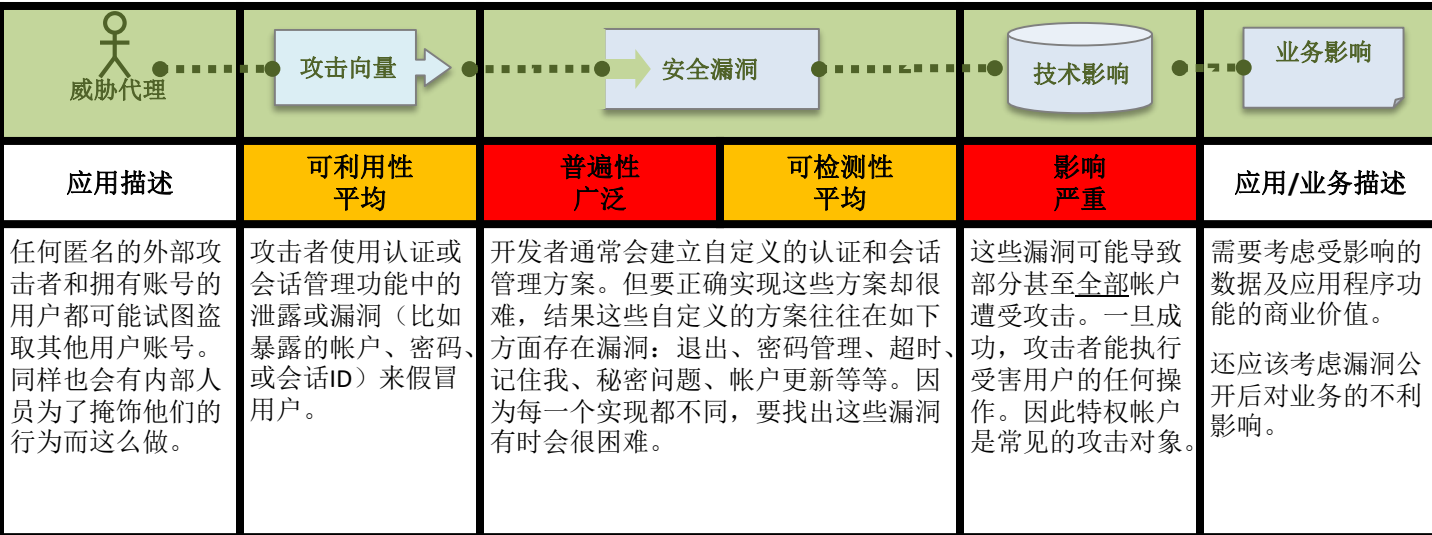 威胁代理
攻击向量
安全漏洞
技术影响
业务影响
应用描述
可利用性
平均
普遍性
广泛
可检测性
平均
影响
严重
应用/业务描述
任何匿名的外部攻
击者和拥有账号的
用户都可能试图盗
取其他用户账号。
同样也会有内部人
员为了掩饰他们的
行为而这么做。
攻击者使用认证或
会话管理功能中的
泄露或漏洞（比如
暴露的帐户、密码、
或会话ID）来假冒
用户。
开发者通常会建立自定义的认证和会话
管理方案。但要正确实现这些方案却很
难，结果这些自定义的方案往往在如下
方面存在漏洞：退出、密码管理、超时、
记住我、秘密问题、帐户更新等等。因
为每一个实现都不同，要找出这些漏洞
有时会很困难。
这些漏洞可能导致
部分甚至全部帐户
遭受攻击。一旦成
功，攻击者能执行
受害用户的任何操
作。因此特权帐户
是常见的攻击对象。
需要考虑受影响的
数据及应用程序功
能的商业价值。
还应该考虑漏洞公
开后对业务的不利
影响。